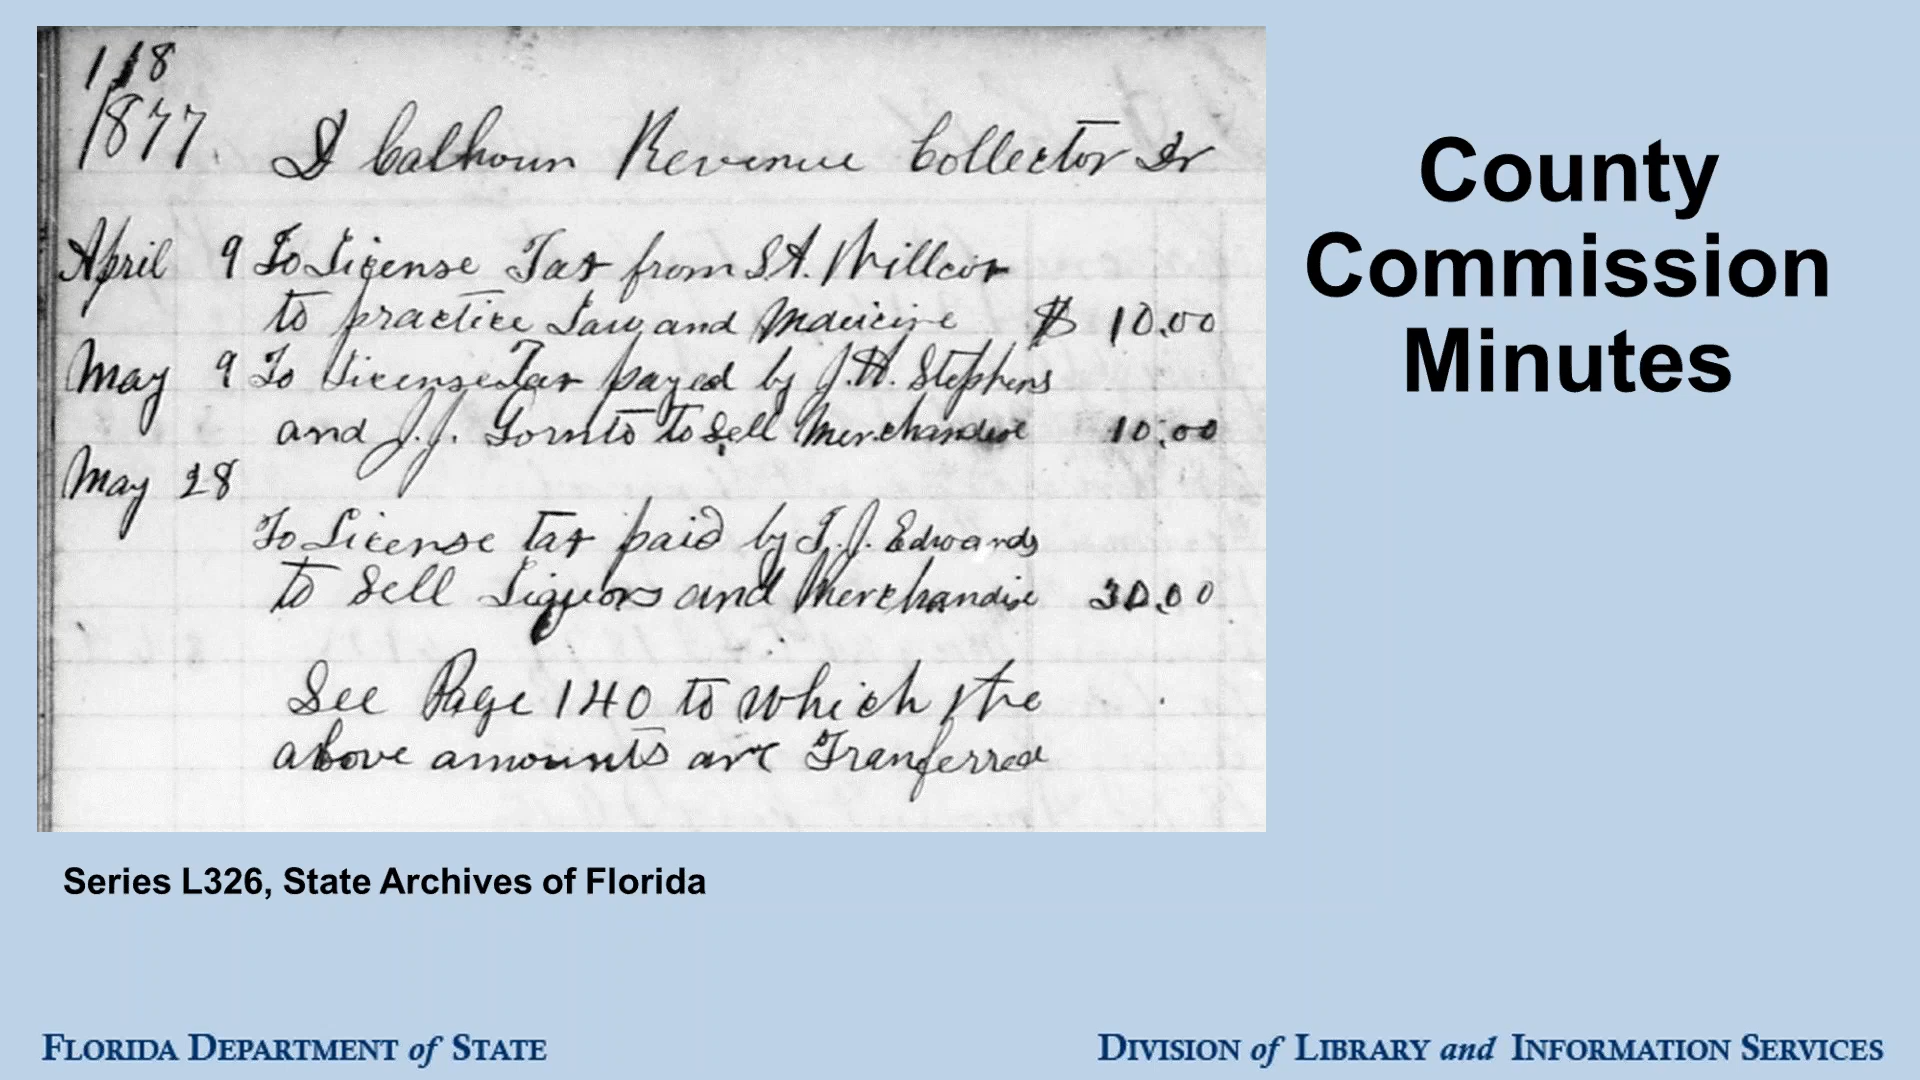 118
1877. D Calhoun Revenue Collector Dr
April 9 To License Tax from S A. Willcox
to practice Law and Medicine $ 10.00
May 9 To License Tax payed by J. H. Stephens
and J. J. to Sell Merchandise 10.00
May 28
To License tax paid by T. J. Edwards
to Sell Liquors and Merchandise 30.00
See Page 140 to which the
above amounts are Tranferred
County
Commission
Minutes
Series L326, State Archives of Florida
FLORIDA DEPARTMENT of STATE
DIVISION of LIBRARY and INFORMATION SERVICES